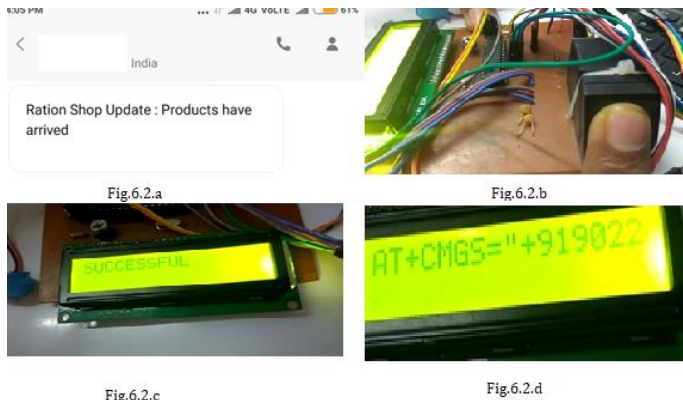 4:05 PM 4G VoLTE 61%
India
Ration Shop Update : Products have
arrived
Fig.6.2.a
Fig.6.2.b
SUCCESSFUL
AT+CMGS="+919022
Fig.6.2.c
Fig.6.2.d